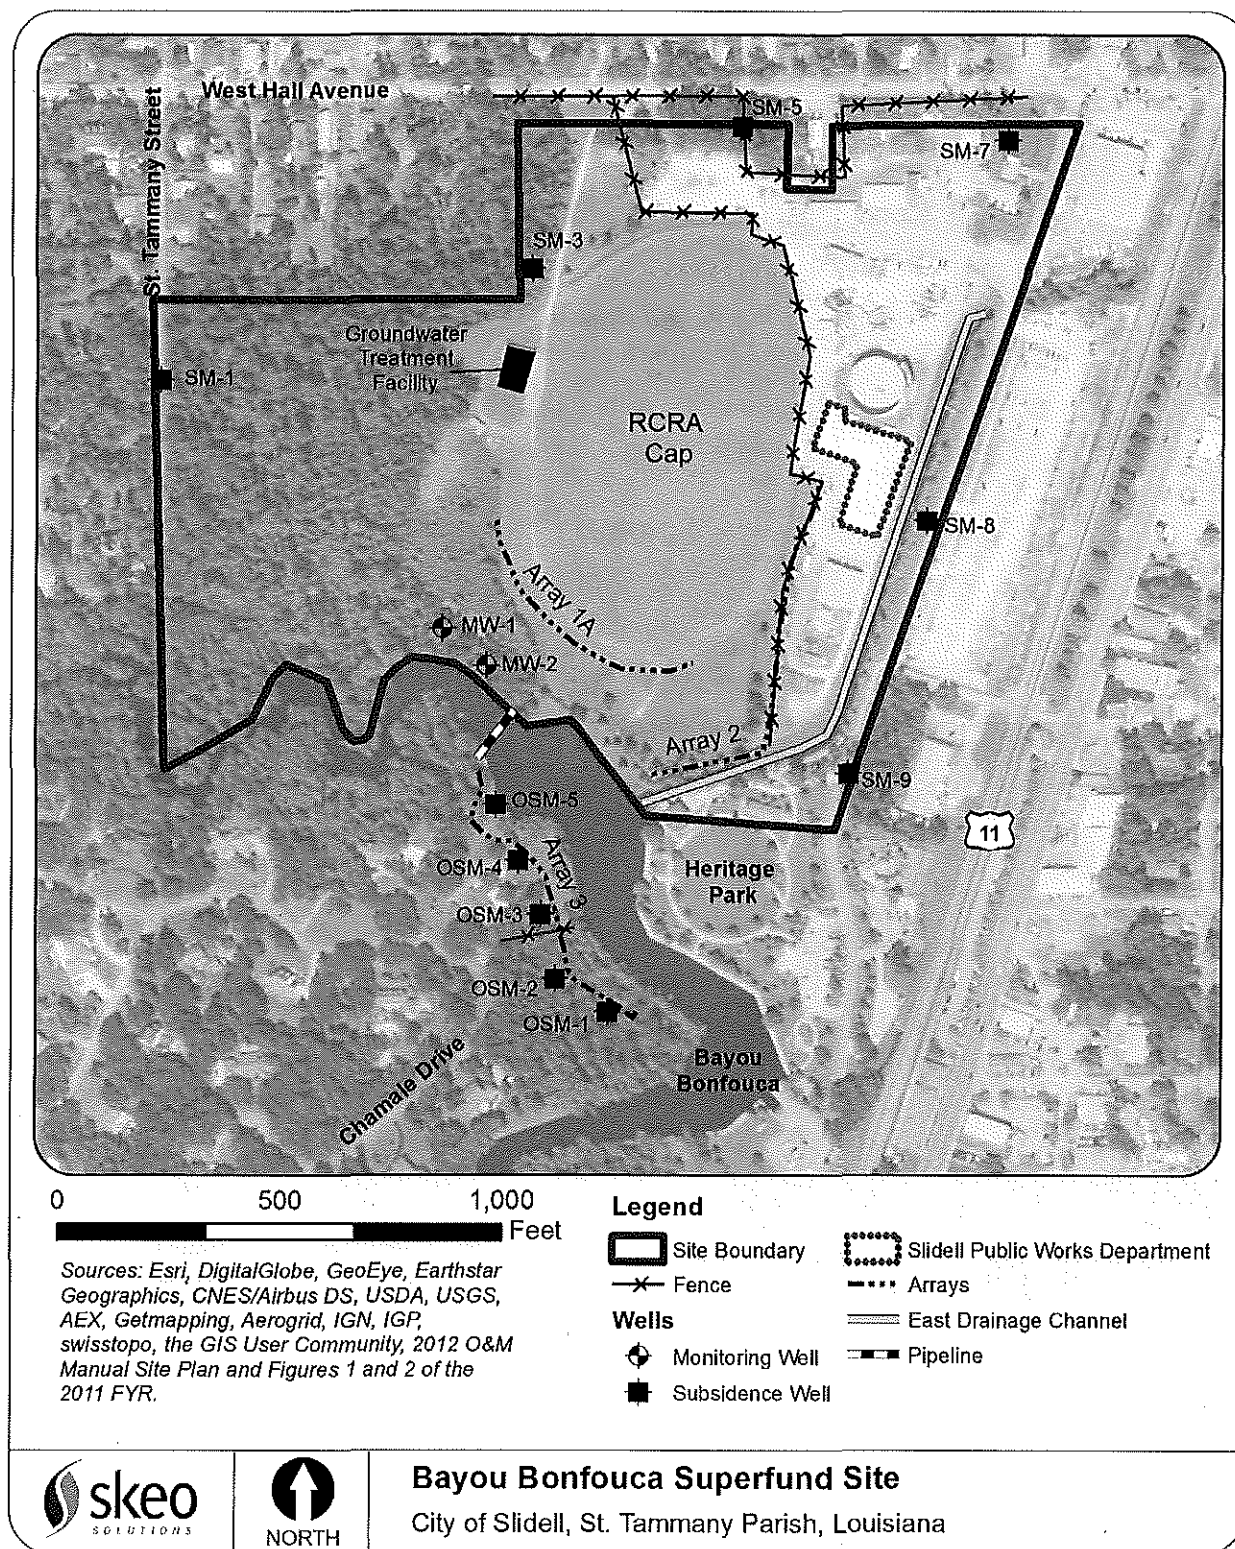 West Hall Avenue
St. Tammany Street
SM-5
SM-7
SM-3
Groundwater
Treatment
Facility
SM-1
RCRA
Cap
SM-8
Array 1A
MW-1
MW-2
Array 2
SM-9
OSM-5
11
OSM-4
Array 3
Heritage
Park
OSM-3
OSM-2
OSM-1
Bayou
Bonfouca
Chamale Drive
0 500 1,000
Feet
Sources: Esri, DigitalGlobe, GeoEye, Earthstar
Geographics, CNES/Airbus DS, USDA, USGS,
AEX, Getmapping, Aerogrid, IGN, IGP,
swisstopo, the GIS User Community, 2012 O&M
Manual Site Plan and Figures 1 and 2 of the
2011 FYR.
Legend
Site Boundary
Fence
Wells
Monitoring Well
Subsidence Well
Slidell Public Works Department
Arrays
East Drainage Channel
Pipeline
skeo
SOLUTIONS
NORTH
Bayou Bonfouca Superfund Site
City of Slidell, St. Tammany Parish, Louisiana